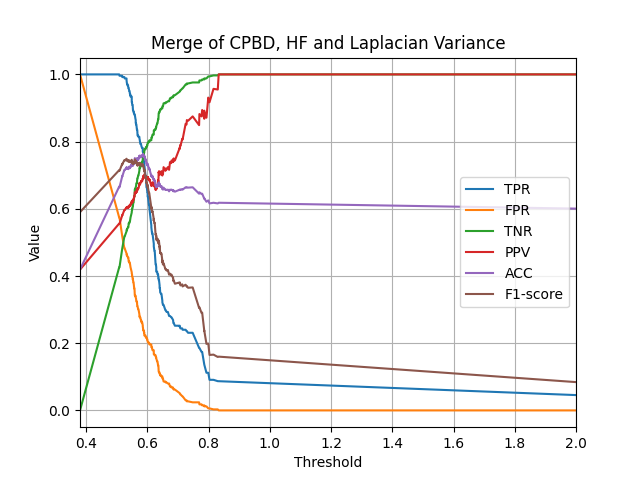 Merge of CPBD, HF and Laplacian Variance
Value
1.0
0.8
0.6
0.4
0.2
0.0
TPR
FPR
TNR
PPV
ACC
F1-score
0.4 0.6 0.8 1.0 1.2 1.4 1.6 1.8 2.0
Threshold